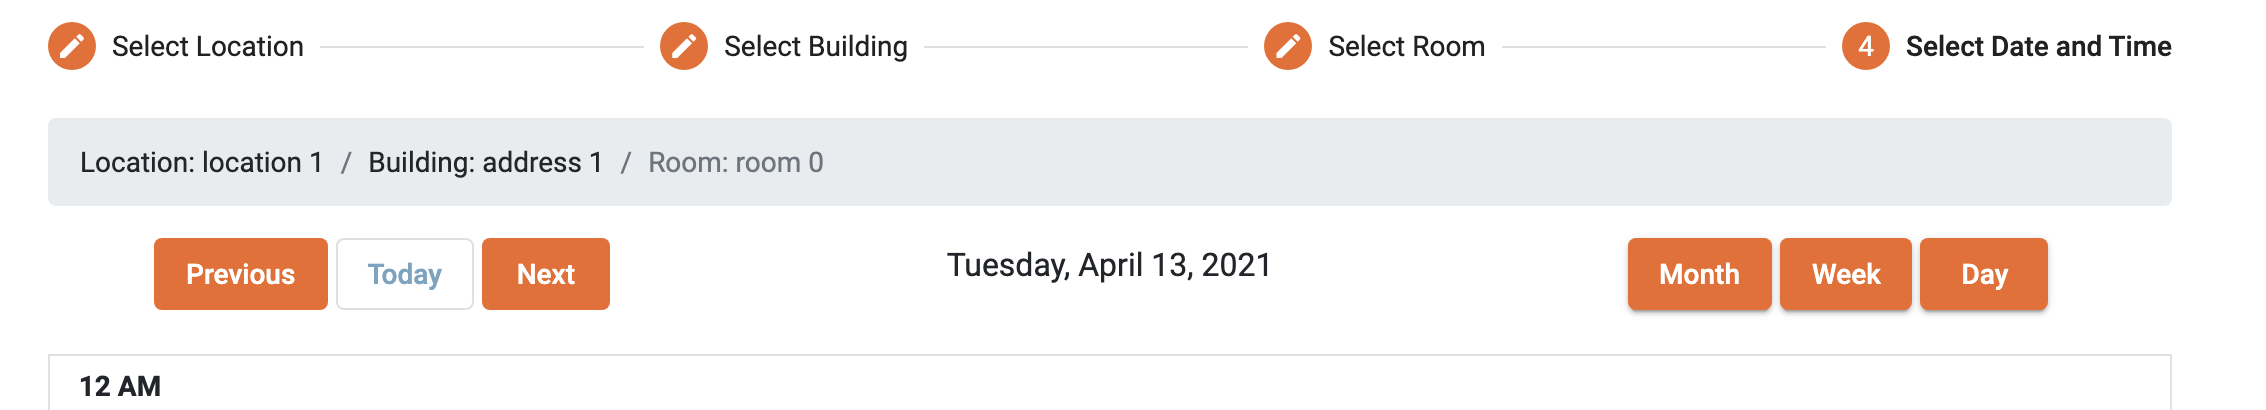 Select Location Select Building Select Room 4 Select Date and Time
Location: location 1 / Building: address 1 / Room: room 0
Previous Today Next Tuesday, April 13, 2021 Month Week Day
12 AM